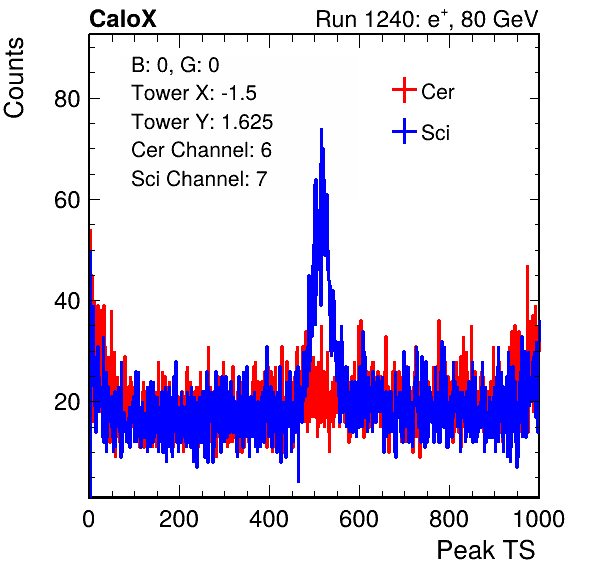 CaloX Run 1240: e⁺, 80 GeV
Counts
B: 0, G: 0
Tower X: -1.5
Tower Y: 1.625
Cer Channel: 6
Sci Channel: 7
Cer
Sci
80
60
40
20
0 200 400 600 800 1000
Peak TS